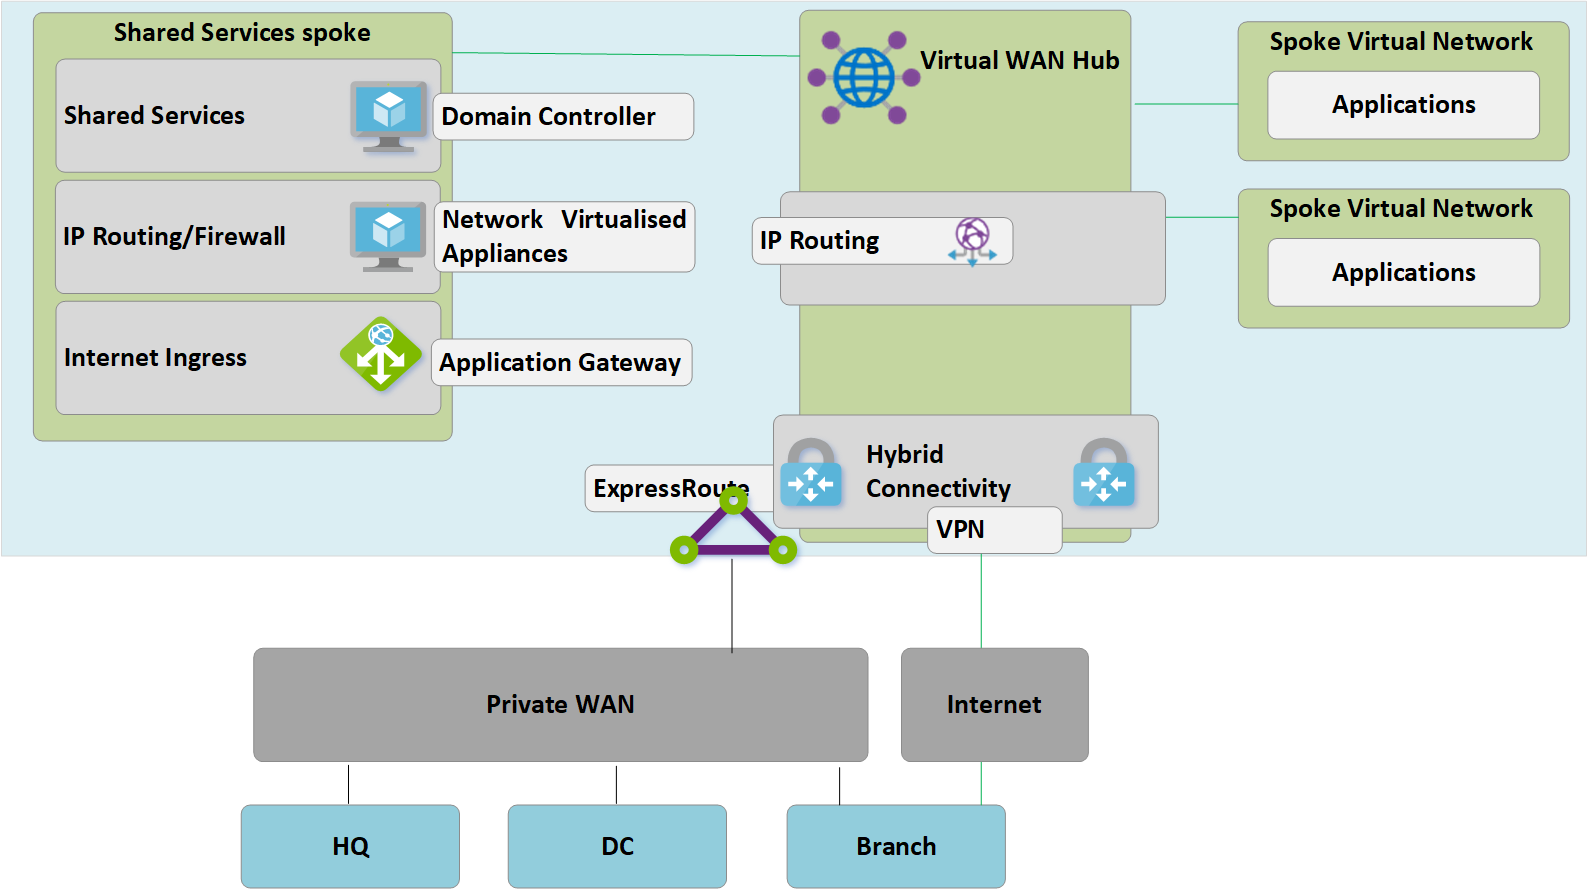 Shared Services spoke
Shared Services
Domain Controller
IP Routing/Firewall
Network Virtualised
Appliances
Internet Ingress
Application Gateway
Virtual WAN Hub
IP Routing
Hybrid
Connectivity
ExpressRoute
VPN
Spoke Virtual Network
Applications
Spoke Virtual Network
Applications
Private WAN
Internet
HQ
DC
Branch